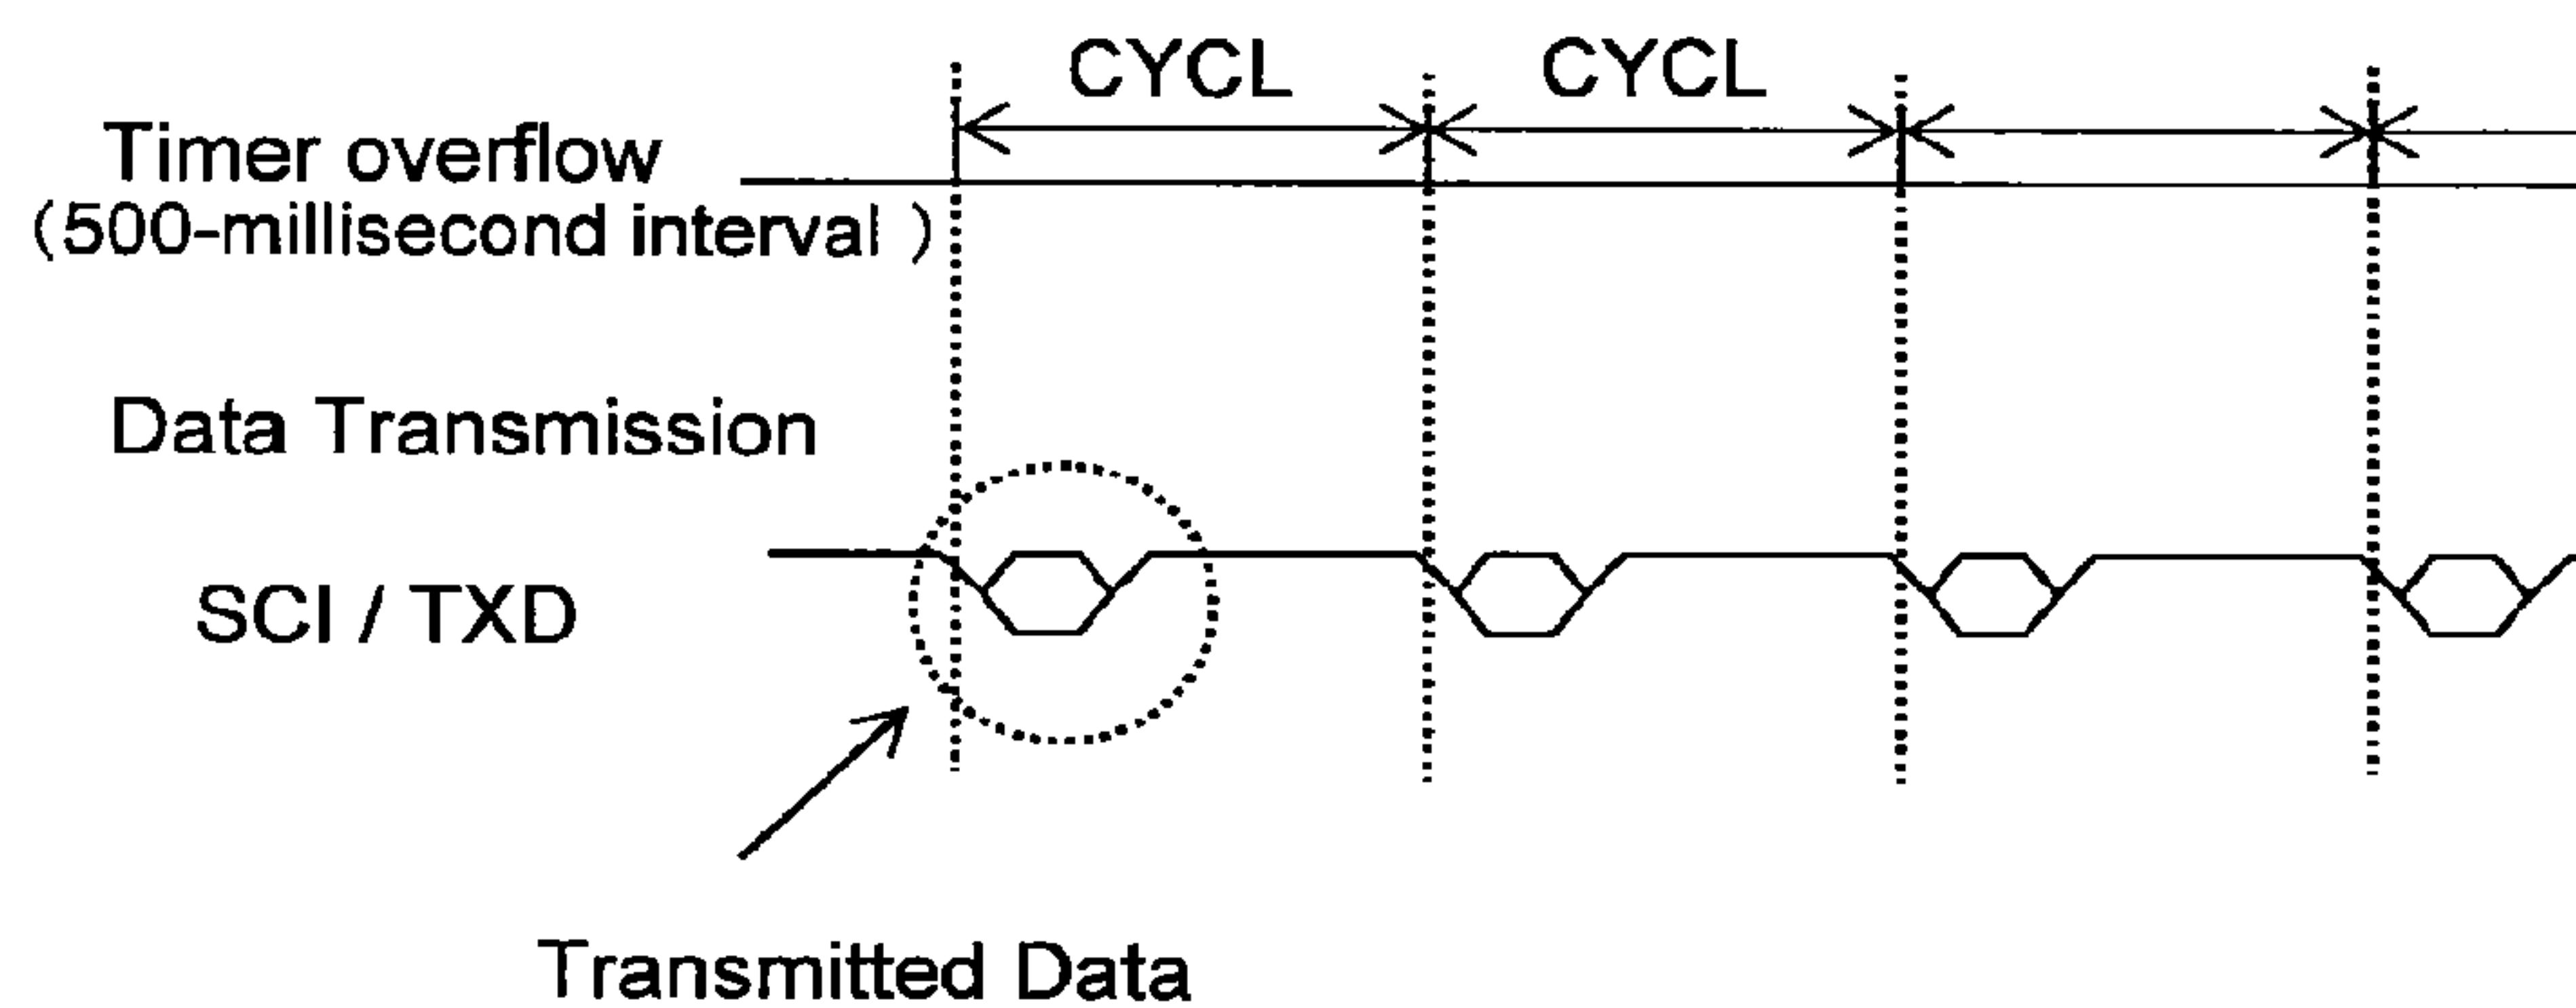 CYCL CYCL
Timer overflow
(500-millisecond interval )
Data Transmission
SCI / TXD
Transmitted Data